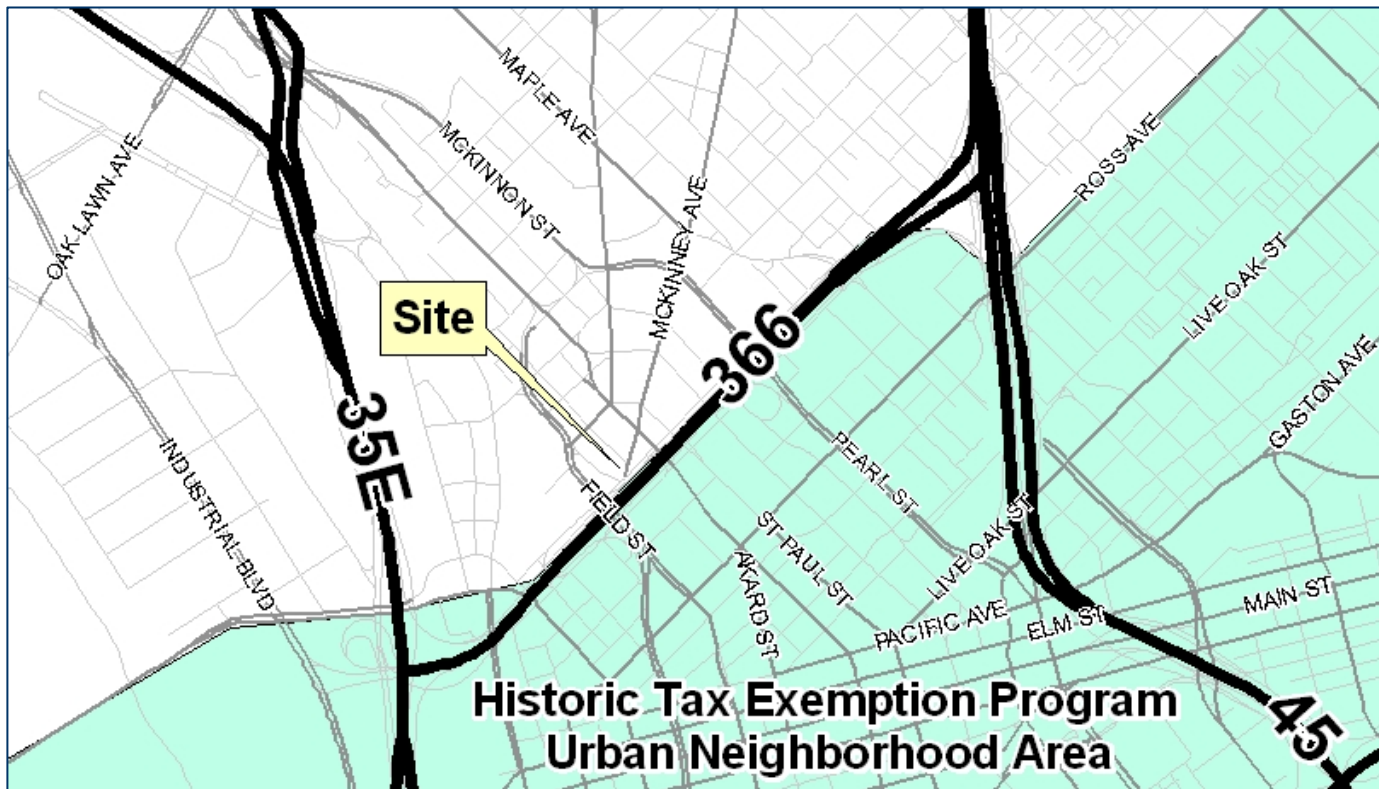 MAPLE AVE
MCKINNON ST
OAK LAWN AVE
ROSS AVE
MCKINNEY AVE
LIVE OAK ST
Site
366
GASTON AVE
35E
PEARL ST
INDUSTRIAL BLVD
FIELD ST
ST PAUL ST
LIVE OAK ST
AKARD ST
PACIFIC AVE
ELM ST
MAIN ST
Historic Tax Exemption Program
Urban Neighborhood Area
45